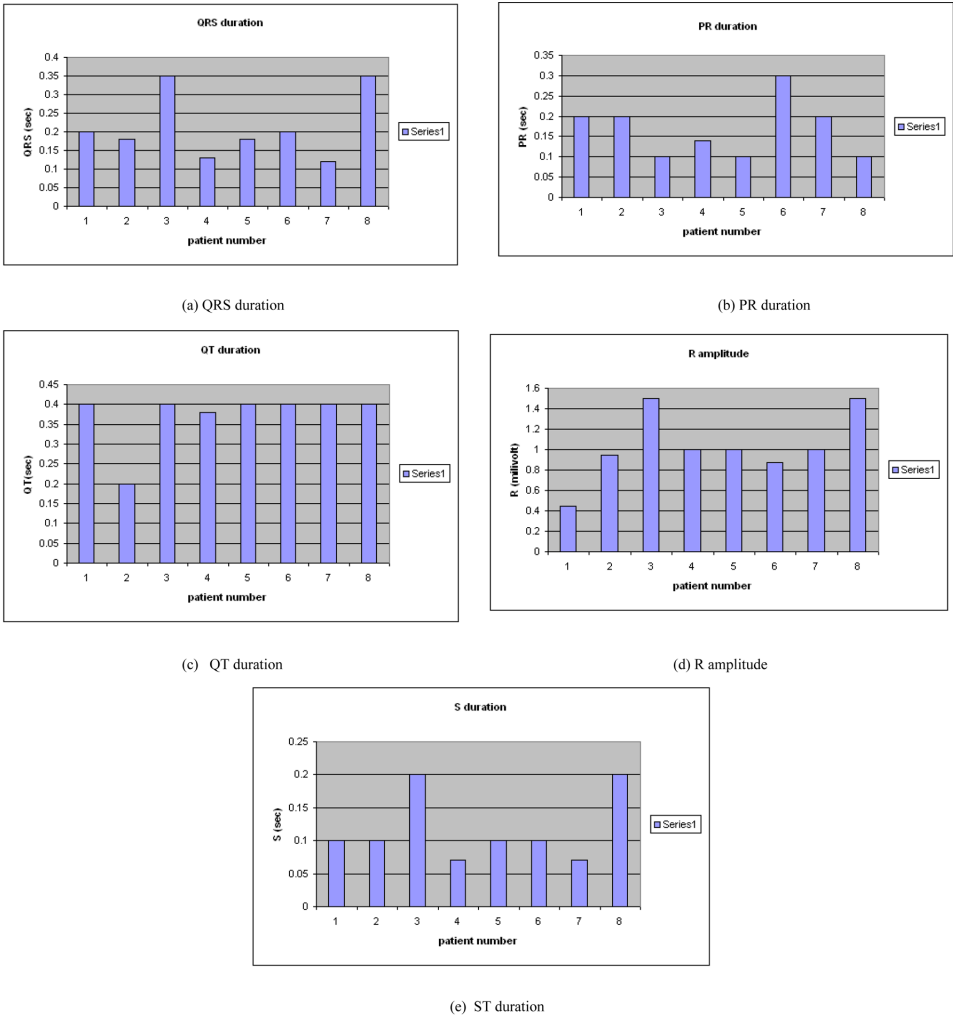 QRS duration
0.4
0.35
0.3
0.25
0.2
0.15
0.1
0.05
0
QRS (sec)
1 2 3 4 5 6 7 8
patient number
Series1
(a) QRS duration
PR duration
0.35
0.3
0.25
0.2
0.15
0.1
0.05
0
PR (sec)
1 2 3 4 5 6 7 8
patient number
Series1
(b) PR duration
QT duration
0.45
0.4
0.35
0.3
0.25
0.2
0.4
0.1
0.05
0
QT(sec)
1 2 3 4 5 6 7 8
patient number
Series1
(c) QT duration
R amplitude
1.6
1.4
1.2
1
0.8
0.6
0.4
0.2
0
R (milivolt)
1 2 3 4 5 6 7 8
patient number
Series1
(d) R amplitude
S duration
0.25
0.2
0.15
0.1
0.05
0
S (sec)
1 2 3 4 5 6 7 8
patient number
Series1
(e) ST duration